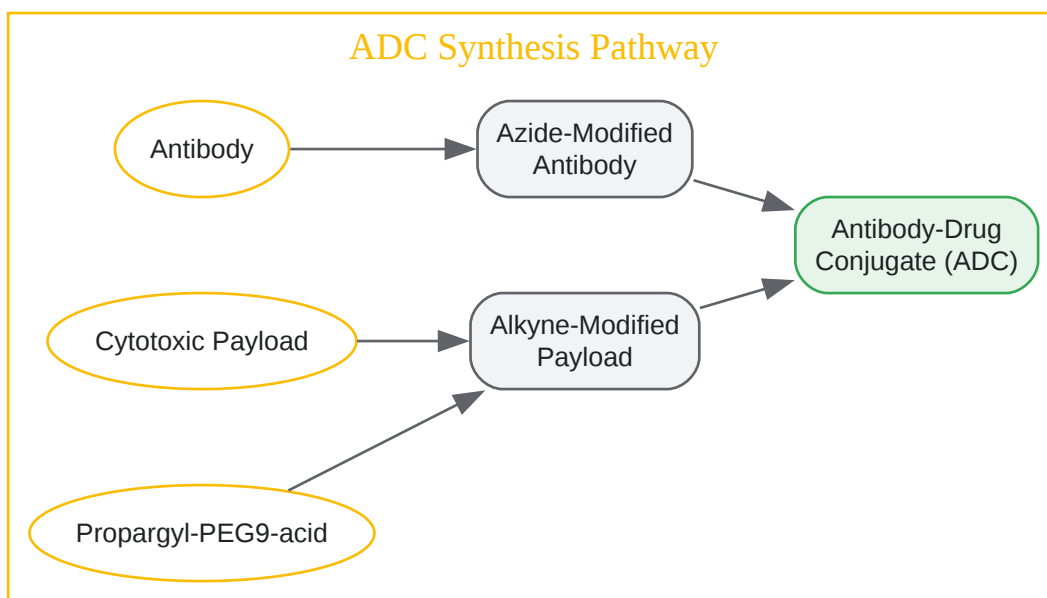 ADC Synthesis Pathway
Antibody
Azide-Modified
Antibody
Antibody-Drug
Conjugate (ADC)
Cytotoxic Payload
Alkyne-Modified
Payload
Propargyl-PEG9-acid